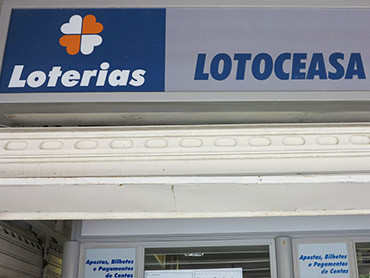 Loterias
LOTOCEASA
Apostas, Bilhetes
e Pagamentos
de Contas
Apostas, Bilhetes
e Pagamentos
de Contas